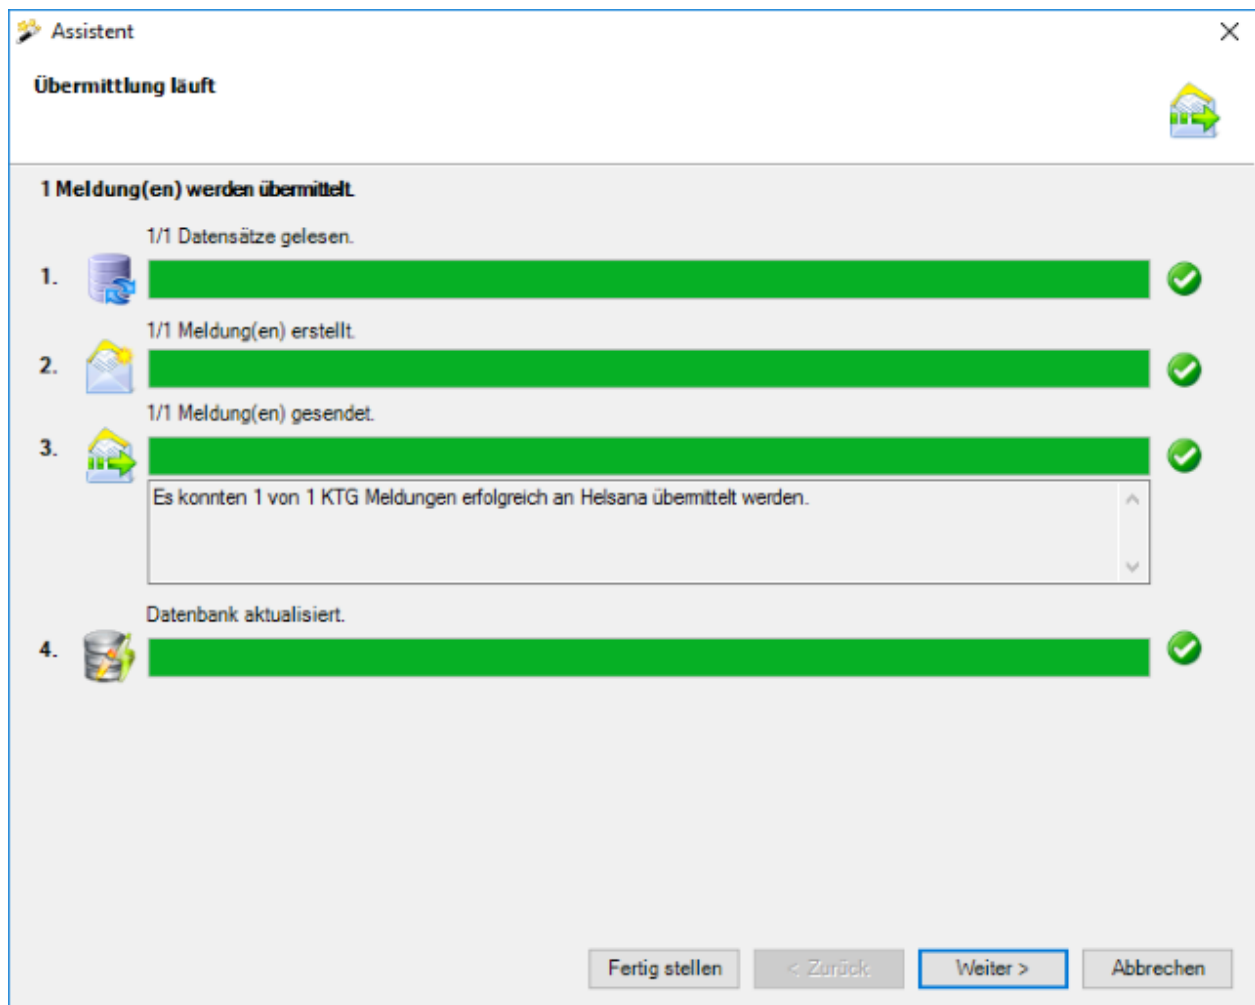 Assistent
Übermittlung läuft
1 Meldung(en) werden übermittelt.
1/1 Datensätze gelesen.
1.
1/1 Meldung(en) erstellt.
2.
1/1 Meldung(en) gesendet.
3.
Es konnten 1 von 1 KTG Meldungen erfolgreich an Helsana übermittelt werden.
Datenbank aktualisiert.
4.
Fertig stellen < Zurück Weiter > Abbrechen